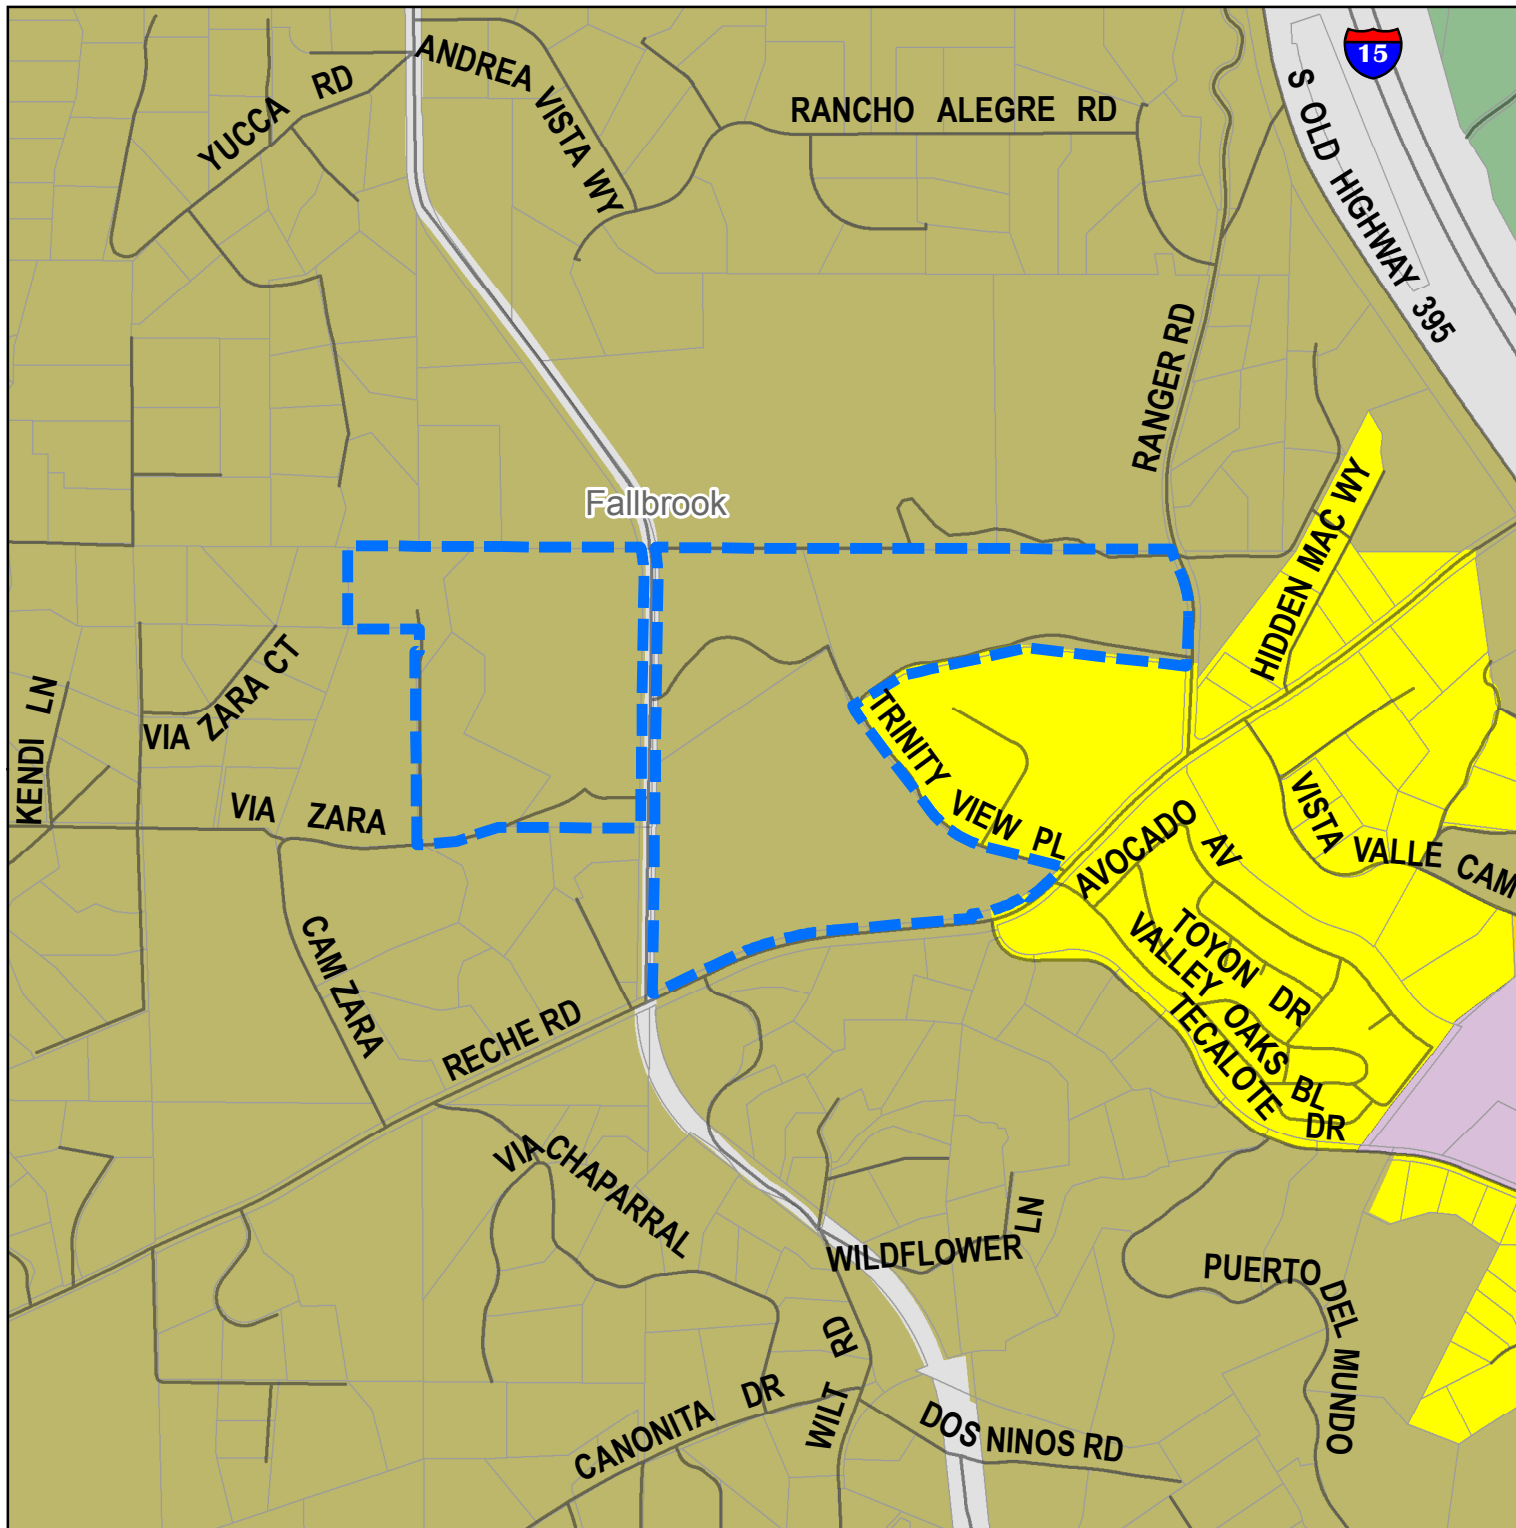 15
ANDREA VISTA WY
YUCCA RD
RANCHO ALEGRE RD
S OLD HIGHWAY 395
RANGER RD
Fallbrook
HIDDEN MAC WY
KENDI LN
VIA ZARA CT
VIA ZARA
TRINITY VIEW PL
AVOCADO AV
VISTA VALLE CAM
TOYON DR
VALLEY OAKS BL
TECALOTE DR
CAM ZARA
RECHE RD
VIA CHAPARRAL
WILDFLOWER LN
PUERTO DEL MUNDO
WILT RD
CANONITA DR
DOS NINOS RD